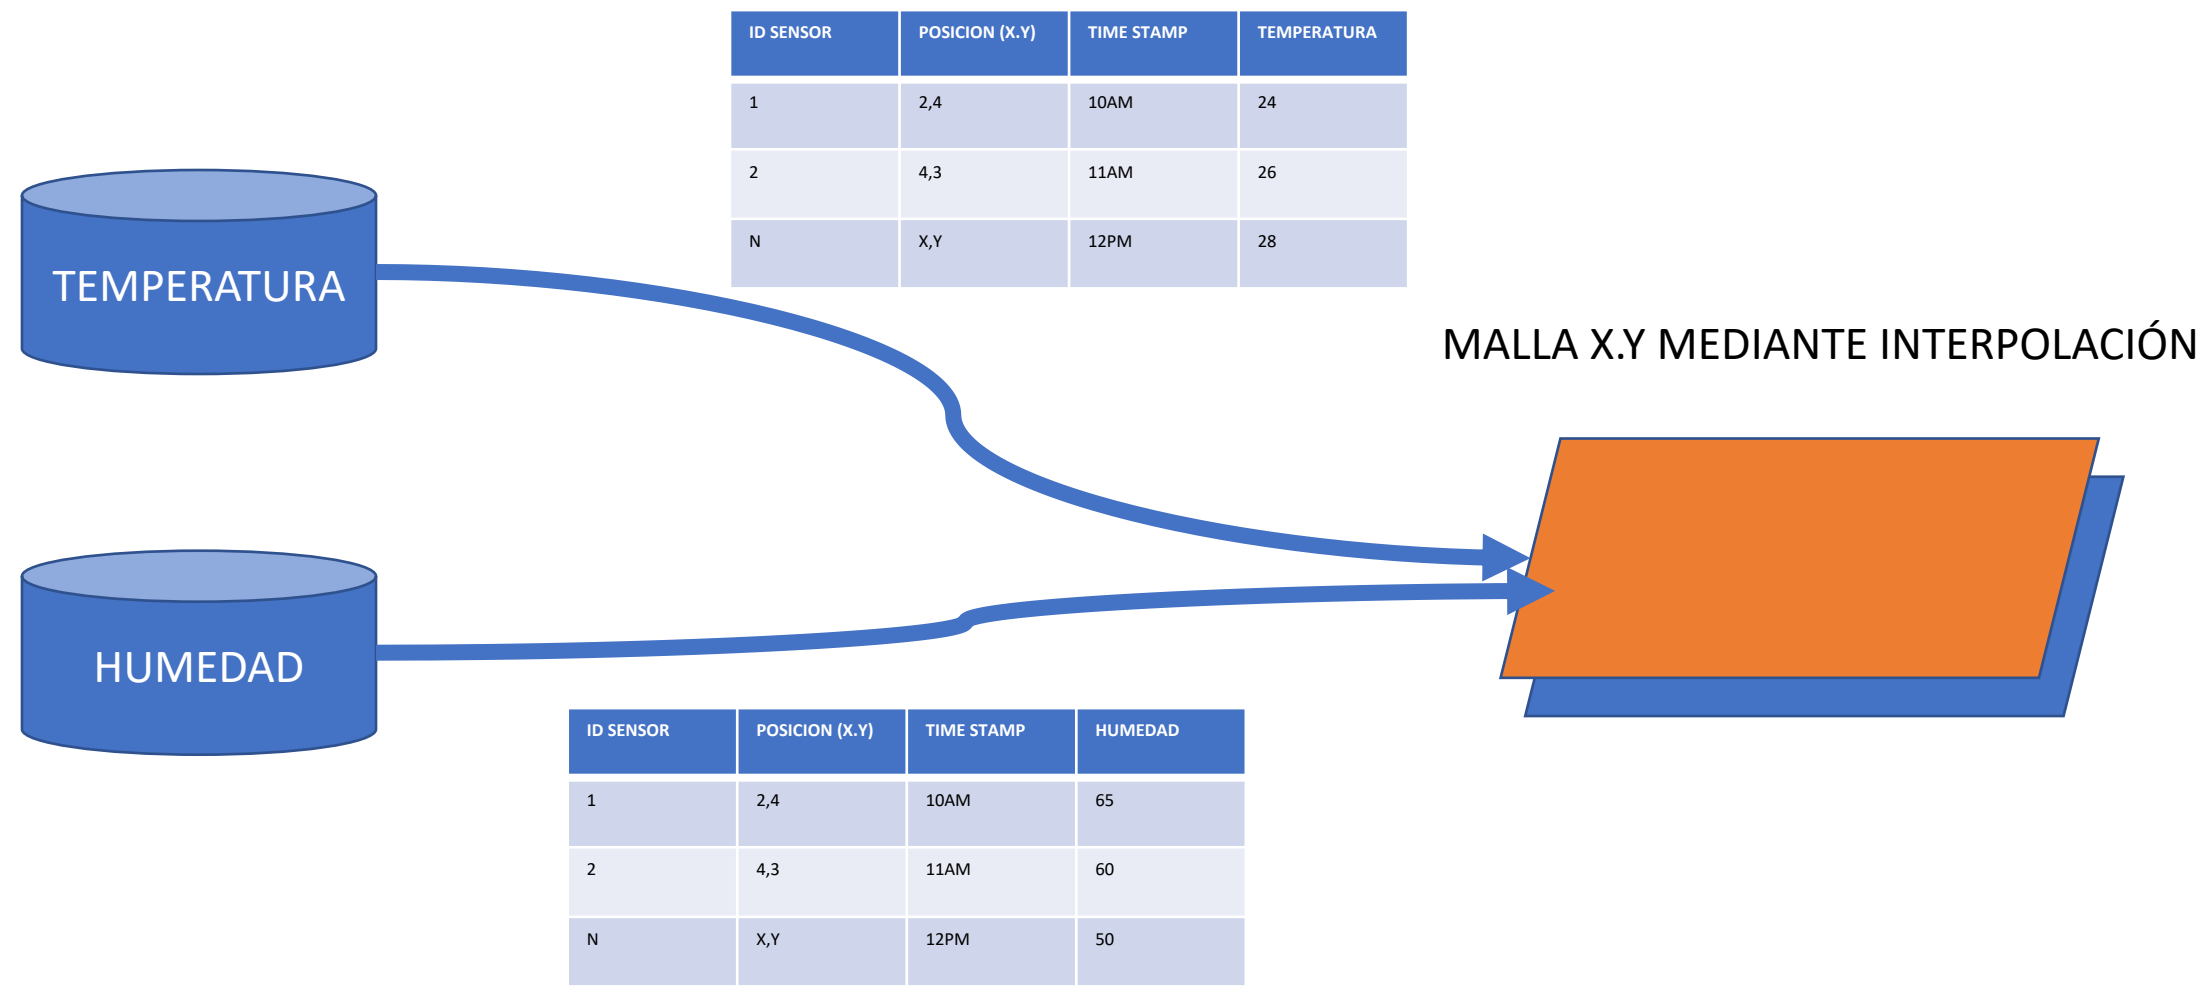 ID SENSOR POSICION (X.Y) TIME STAMP TEMPERATURA
1 2,4 10AM 24
2 4,3 11AM 26
N X,Y 12PM 28
TEMPERATURA
MALLA X.Y MEDIANTE INTERPOLACIÓN
HUMEDAD
ID SENSOR POSICION (X.Y) TIME STAMP HUMEDAD
1 2,4 10AM 65
2 4,3 11AM 60
N X,Y 12PM 50